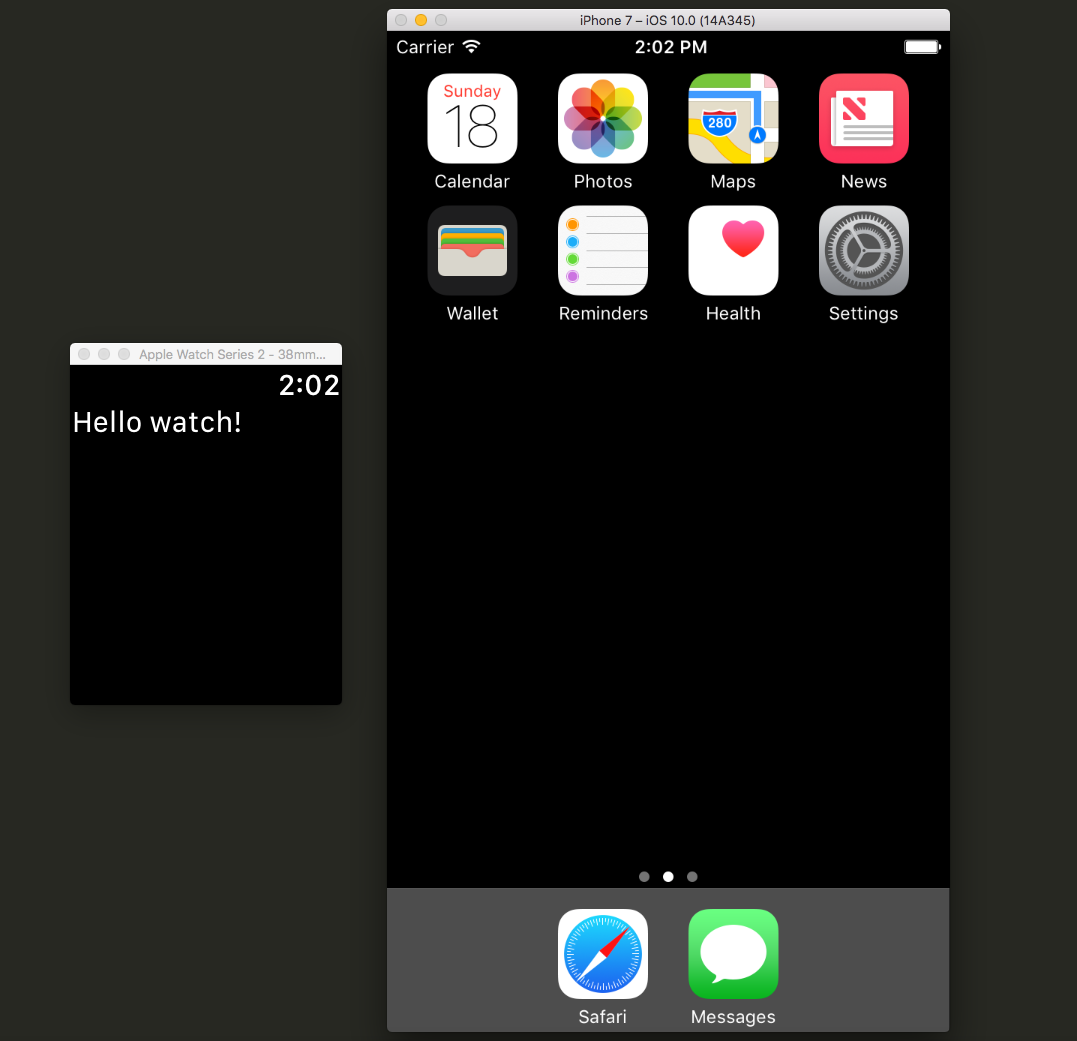 iPhone 7 – iOS 10.0 (14A345)
Carrier 2:02 PM
Sunday
18
280
Calendar Photos Maps News
Wallet Reminders Health Settings
Apple Watch Series 2 - 38mm...
2:02
Hello watch!
Safari Messages